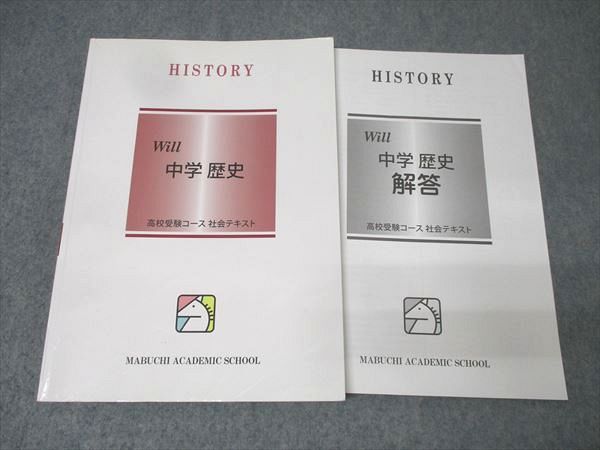 HISTORY
Will
中学 歴史
高校受験コース 社会テキスト
MABUCHI ACADEMIC SCHOOL
HISTORY
Will
中学 歴史
解答
高校受験コース 社会テキスト
MABUCHI ACADEMIC SCHOOL